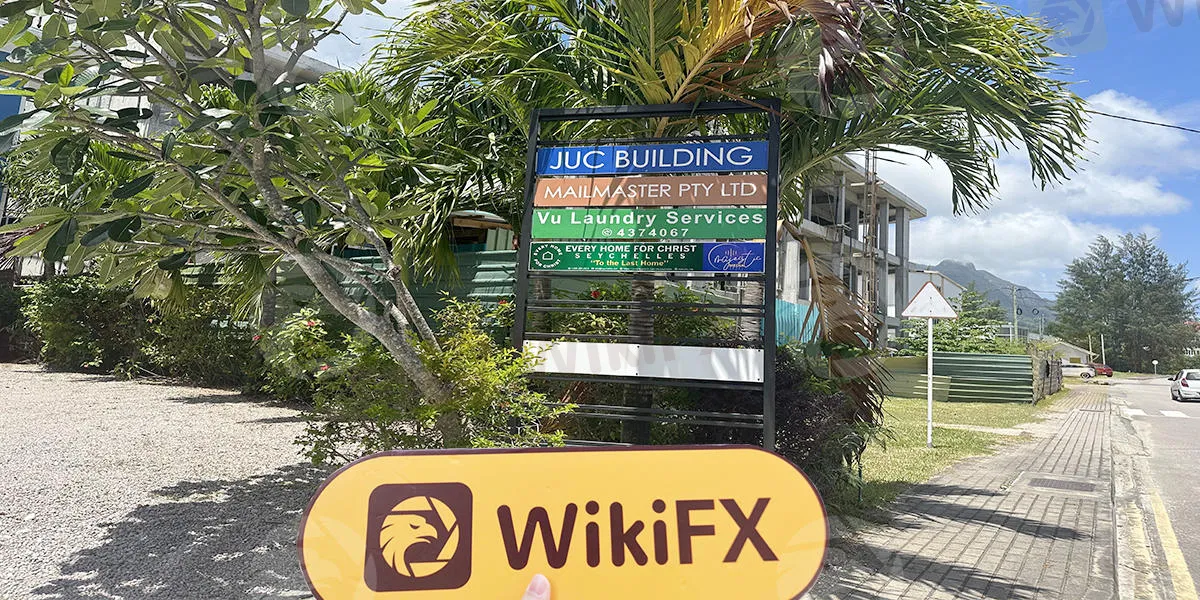 JUC BUILDING
MAILMASTER PTY LTD
Vu Laundry Services
4374067
EVERY HOME FOR CHRIST
SEYCHELLES
"To the Last Home"
WikiFX
WikiFX